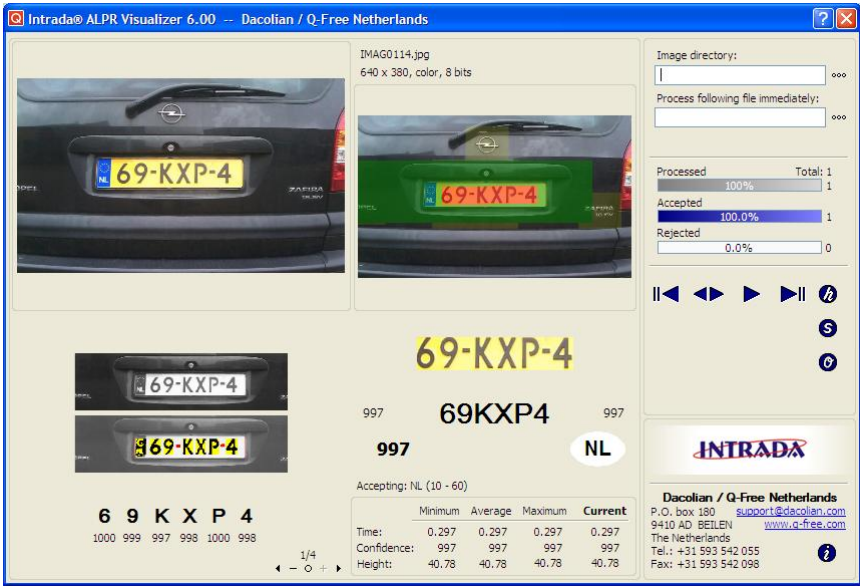 Intrada® ALPR Visualizer 6.00 -- Dacolian / Q-Free Netherlands
IMAG0114.jpg
640 x 380, color, 8 bits
NL
69-KXP-4
OPEL
ZAFIRA
NL
69-KXP-4
Image directory:
Process following file immediately:
Processed Total: 1
100% 1
Accepted
100.0% 1
Rejected
0.0% 0
h
s
o
69-KXP-4
69-KXP-4
6 9 K X P 4
1000 999 997 998 1000 998
1/4
69-KXP-4
997 69KXP4 997
997 NL
Accepting: NL (10 - 60)
Minimum Average Maximum Current
Time: 0.297 0.297 0.297 0.297
Confidence: 997 997 997 997
Height: 40.78 40.78 40.78 40.78
INTRADA
Dacolian / Q-Free Netherlands
P.O. box 180 support@dacolian.com
9410 AD BEILEN www.q-free.com
The Netherlands
Tel.: +31 593 542 055
Fax: +31 593 542 098
i